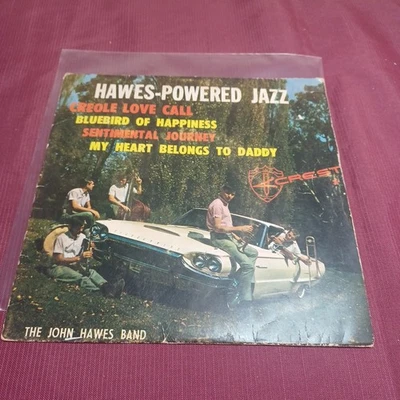 HAWES-POWERED JAZZ
CREOLE LOVE CALL
BLUEBIRD OF HAPPINESS
SENTIMENTAL JOURNEY
MY HEART BELONGS TO DADDY
CREST
THE JOHN HAWES BAND